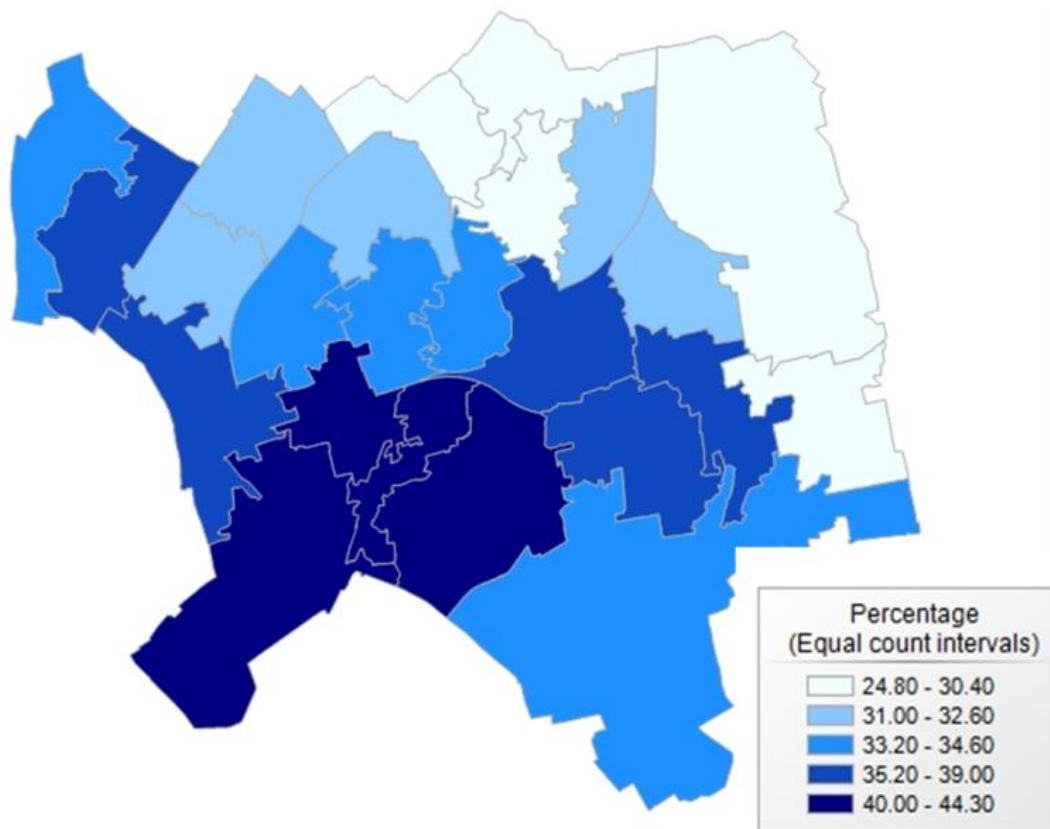 Percentage
(Equal count intervals)
24.80 - 30.40
31.00 - 32.60
33.20 - 34.60
35.20 - 39.00
40.00 - 44.30